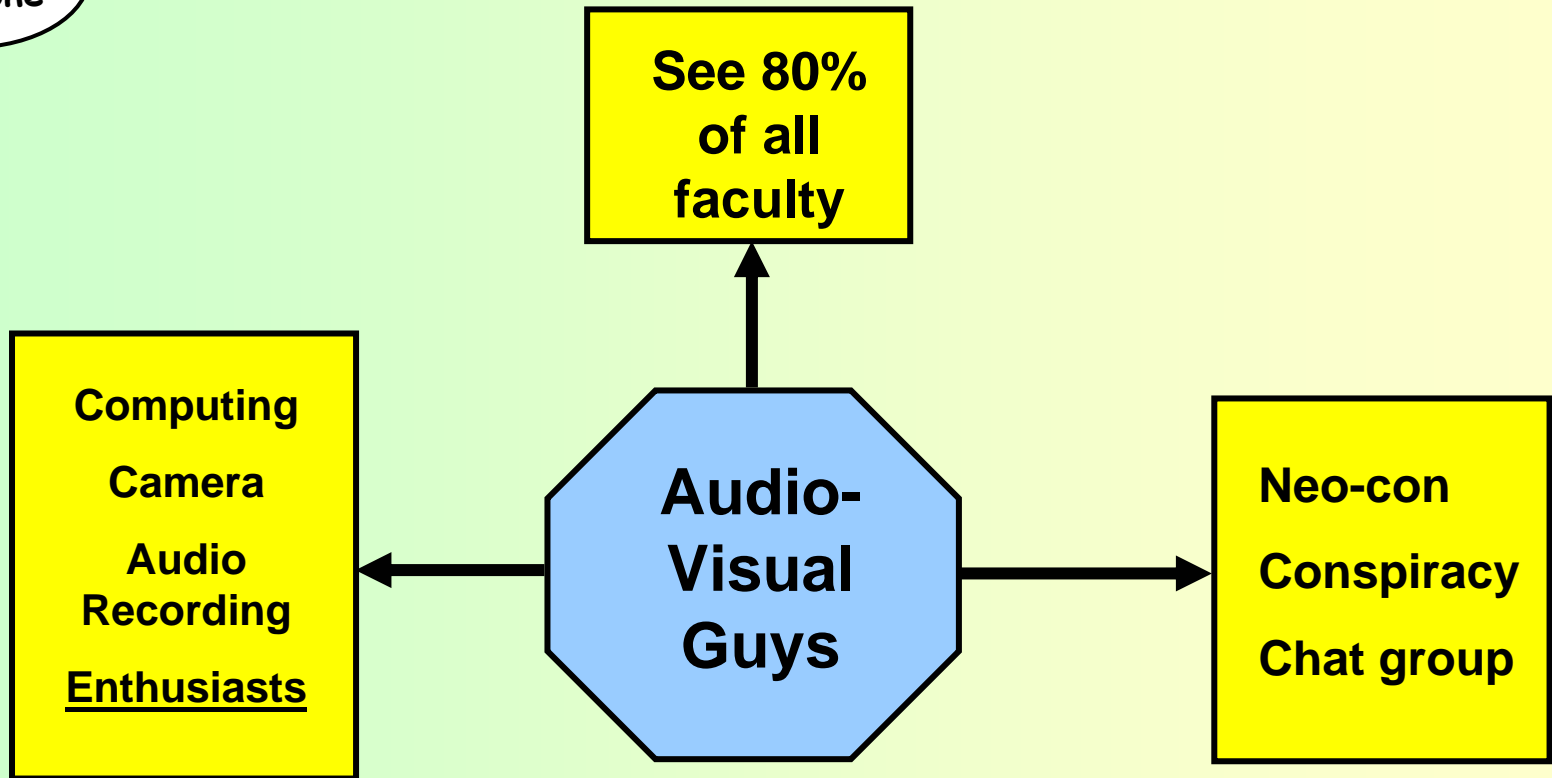 See 80%
of all
faculty
Computing
Camera
Audio
Recording
Enthusiasts
Audio-
Visual
Guys
Neo-con
Conspiracy
Chat group